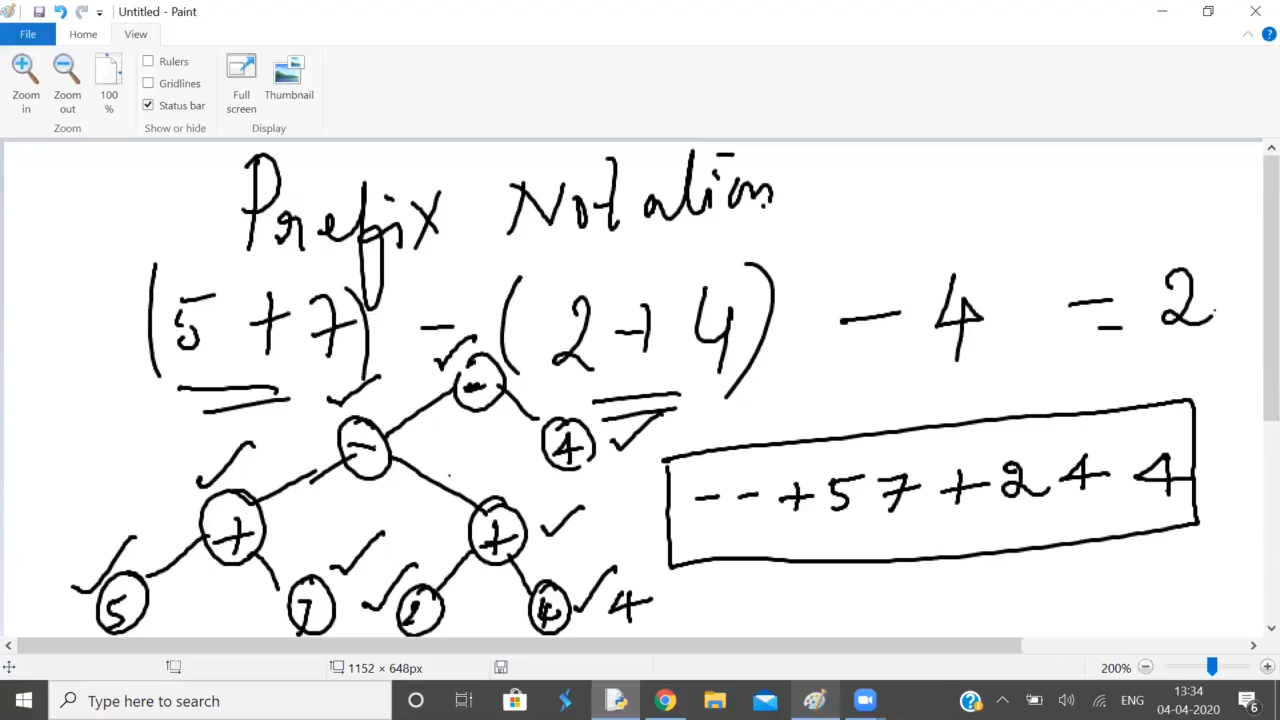 Untitled - Paint
File Home View
Zoom in
Zoom out
100 %
Rulers
Gridlines
Status bar
Full screen
Thumbnail
Zoom
Show or hide
Display
Prefix Notation
(5 + 7) - (2 + 4) - 4 = 2
-
- 4
+ +
5 7 2 4 4
- - + 5 7 + 2 4 4
1152 × 648px
200%
Type here to search
ENG
13:34
04-04-2020
6